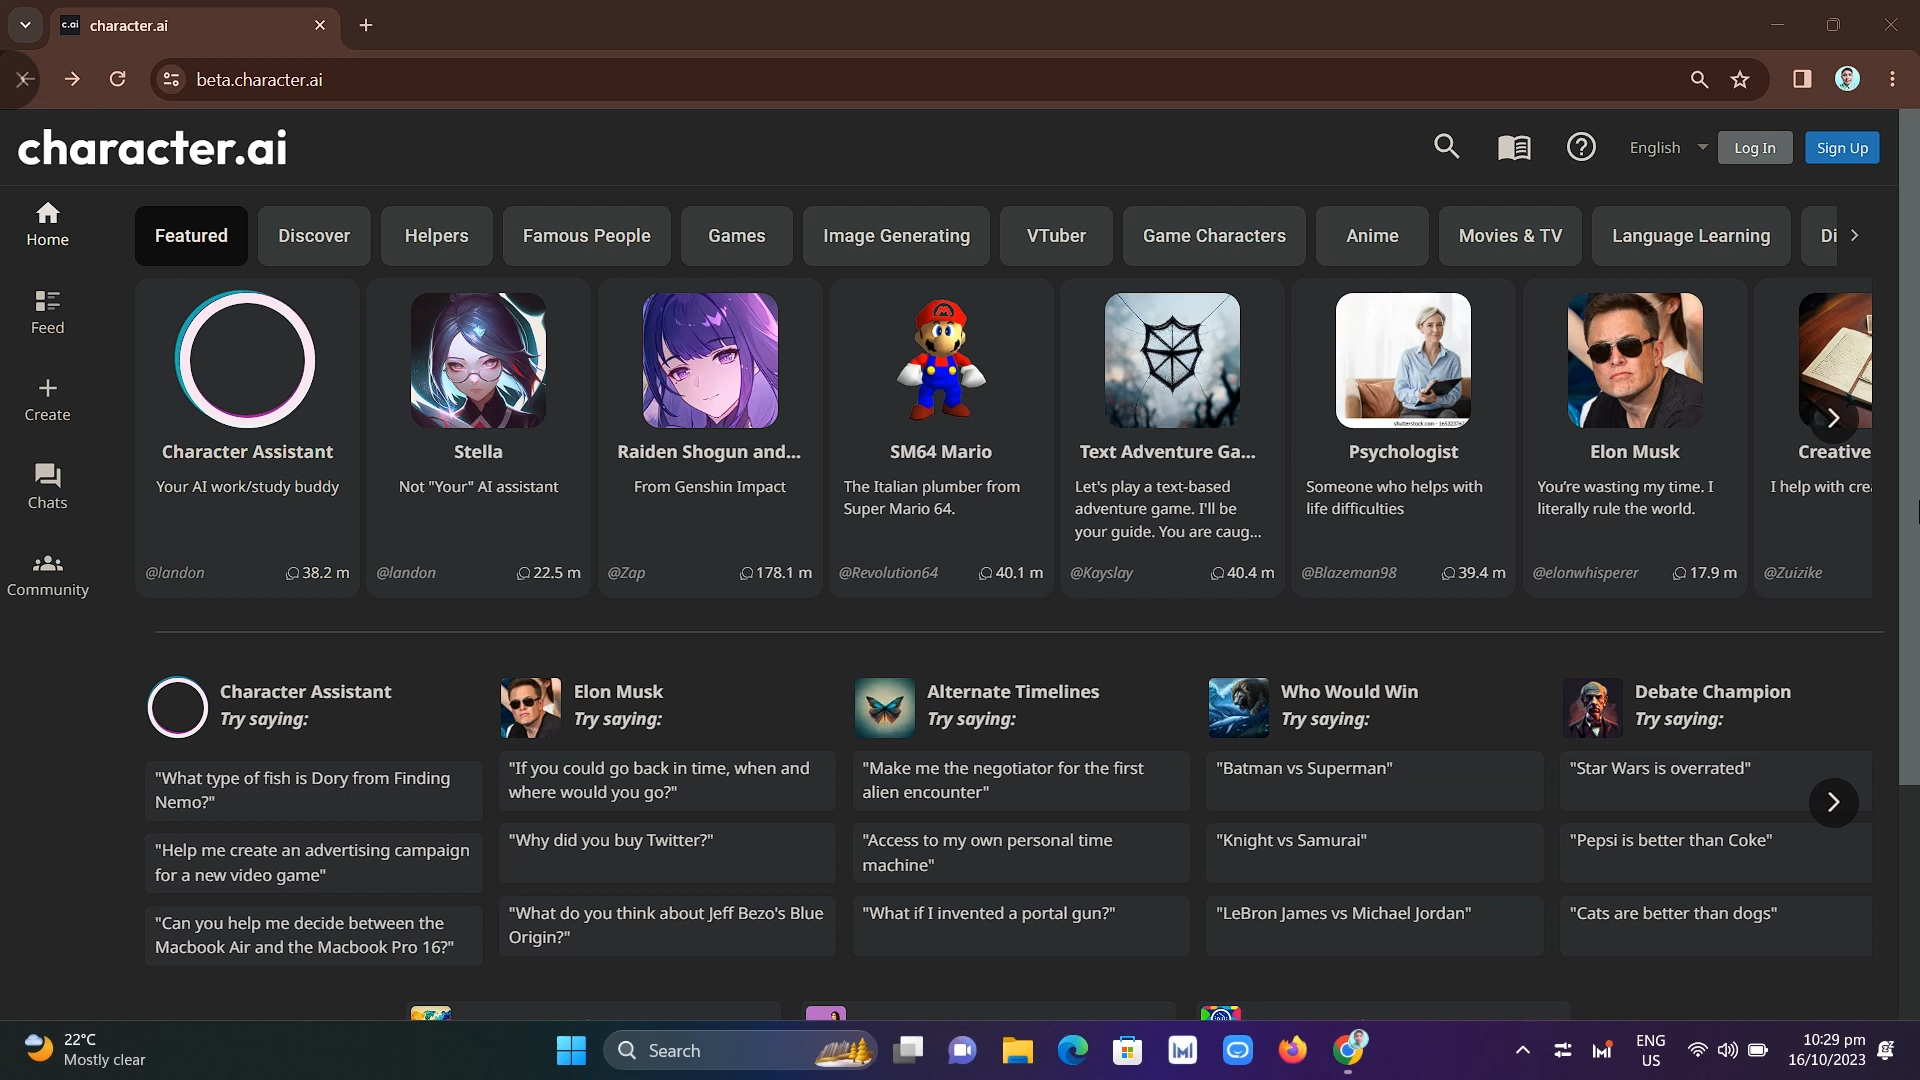 c.ai character.ai
beta.character.ai
character.ai
English
Log In
Sign Up
Home
Feed
Create
Chats
Community
Featured
Discover
Helpers
Famous People
Games
Image Generating
VTuber
Game Characters
Anime
Movies & TV
Language Learning
Di
Character Assistant
Your AI work/study buddy
@landon 38.2 m
Stella
Not "Your" AI assistant
@landon 22.5 m
Raiden Shogun and...
From Genshin Impact
@Zap 178.1 m
SM64 Mario
The Italian plumber from
Super Mario 64.
@Revolution64 40.1 m
Text Adventure Ga...
Let's play a text-based
adventure game. I'll be
your guide. You are caug...
@Kayslay 40.4 m
Psychologist
Someone who helps with
life difficulties
@Blazeman98 39.4 m
Elon Musk
You're wasting my time. I
literally rule the world.
@elonwhisperer 17.9 m
Creative
I help with cre
@Zuizike
Character Assistant
Try saying:
"What type of fish is Dory from Finding
Nemo?"
"Help me create an advertising campaign
for a new video game"
"Can you help me decide between the
Macbook Air and the Macbook Pro 16?"
Elon Musk
Try saying:
"If you could go back in time, when and
where would you go?"
"Why did you buy Twitter?"
"What do you think about Jeff Bezo's Blue
Origin?"
Alternate Timelines
Try saying:
"Make me the negotiator for the first
alien encounter"
"Access to my own personal time
machine"
"What if I invented a portal gun?"
Who Would Win
Try saying:
"Batman vs Superman"
"Knight vs Samurai"
"LeBron James vs Michael Jordan"
Debate Champion
Try saying:
"Star Wars is overrated"
"Pepsi is better than Coke"
"Cats are better than dogs"
22°C
Mostly clear
Search
ENG
US
10:29 pm
16/10/2023